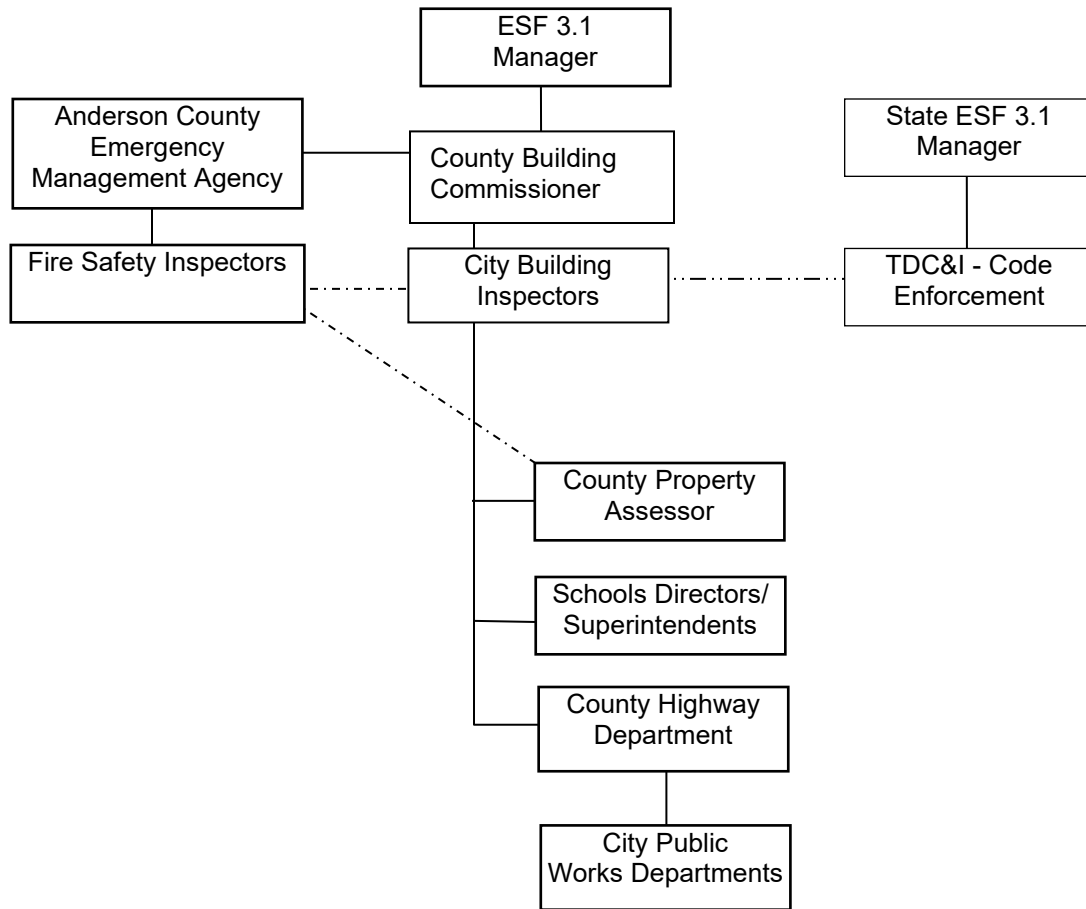 ESF 3.1
Manager
Anderson County
Emergency
Management Agency
County Building
Commissioner
State ESF 3.1
Manager
Fire Safety Inspectors
City Building
Inspectors
TDC&I - Code
Enforcement
County Property
Assessor
Schools Directors/
Superintendents
County Highway
Department
City Public
Works Departments